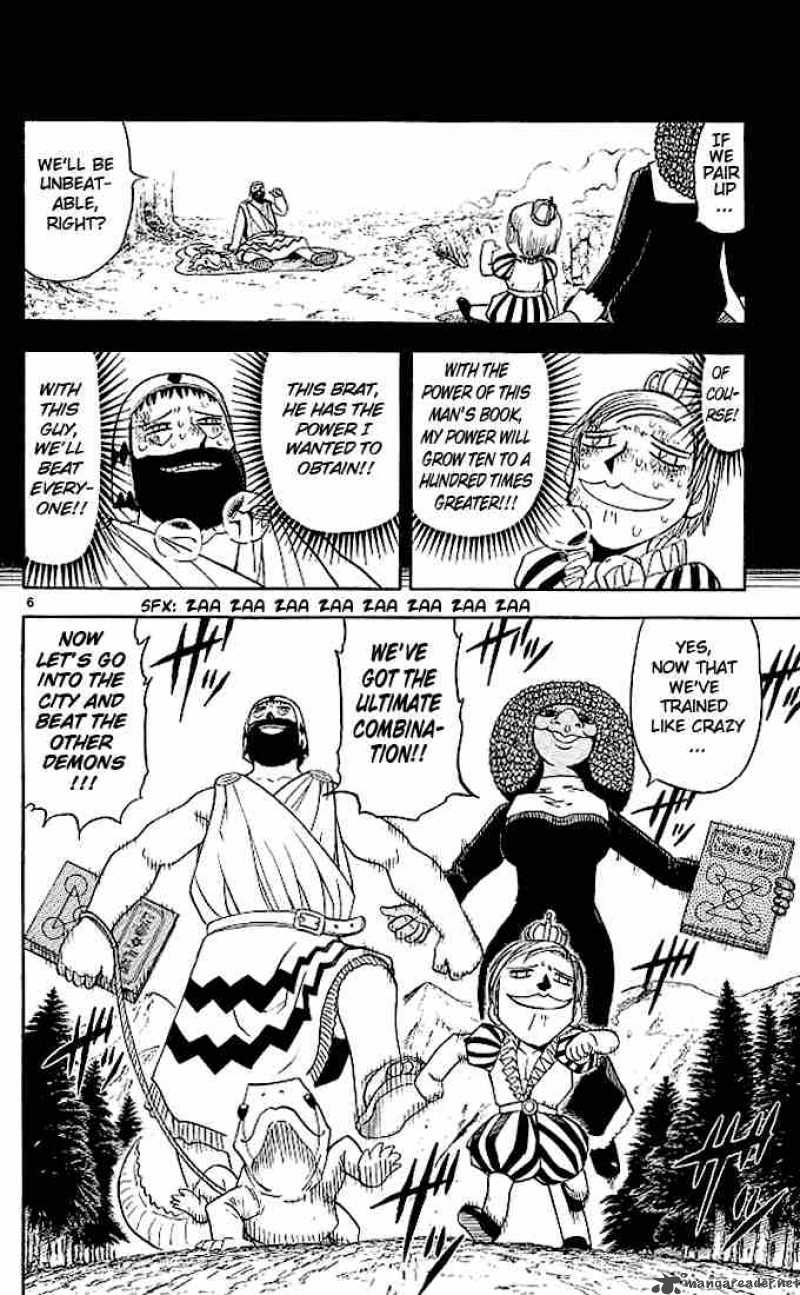 IF
WE
PAIR
UP
...
WE'LL BE
UNBEAT-
ABLE,
RIGHT?
OF
COU-
RSE!
WITH THE
POWER OF THIS
MAN'S BOOK,
MY POWER WILL
GROW TEN TO A
HUNDRED TIMES
GREATER!!!
THIS BRAT,
HE HAS THE
POWER I
WANTED TO
OBTAIN!!
WITH
THIS
GUY,
WE'LL
BEAT
EVERY-
ONE!!
6
SFX: ZAA ZAA ZAA ZAA ZAA ZAA ZAA ZAA
YES,
NOW THAT
WE'VE
TRAINED
LIKE CRAZY
...
WE'VE
GOT THE
ULTIMATE
COMBINA-
TION!!
NOW
LET'S GO
INTO THE
CITY AND
BEAT THE
OTHER
DEMONS
!!!
mangareader.net